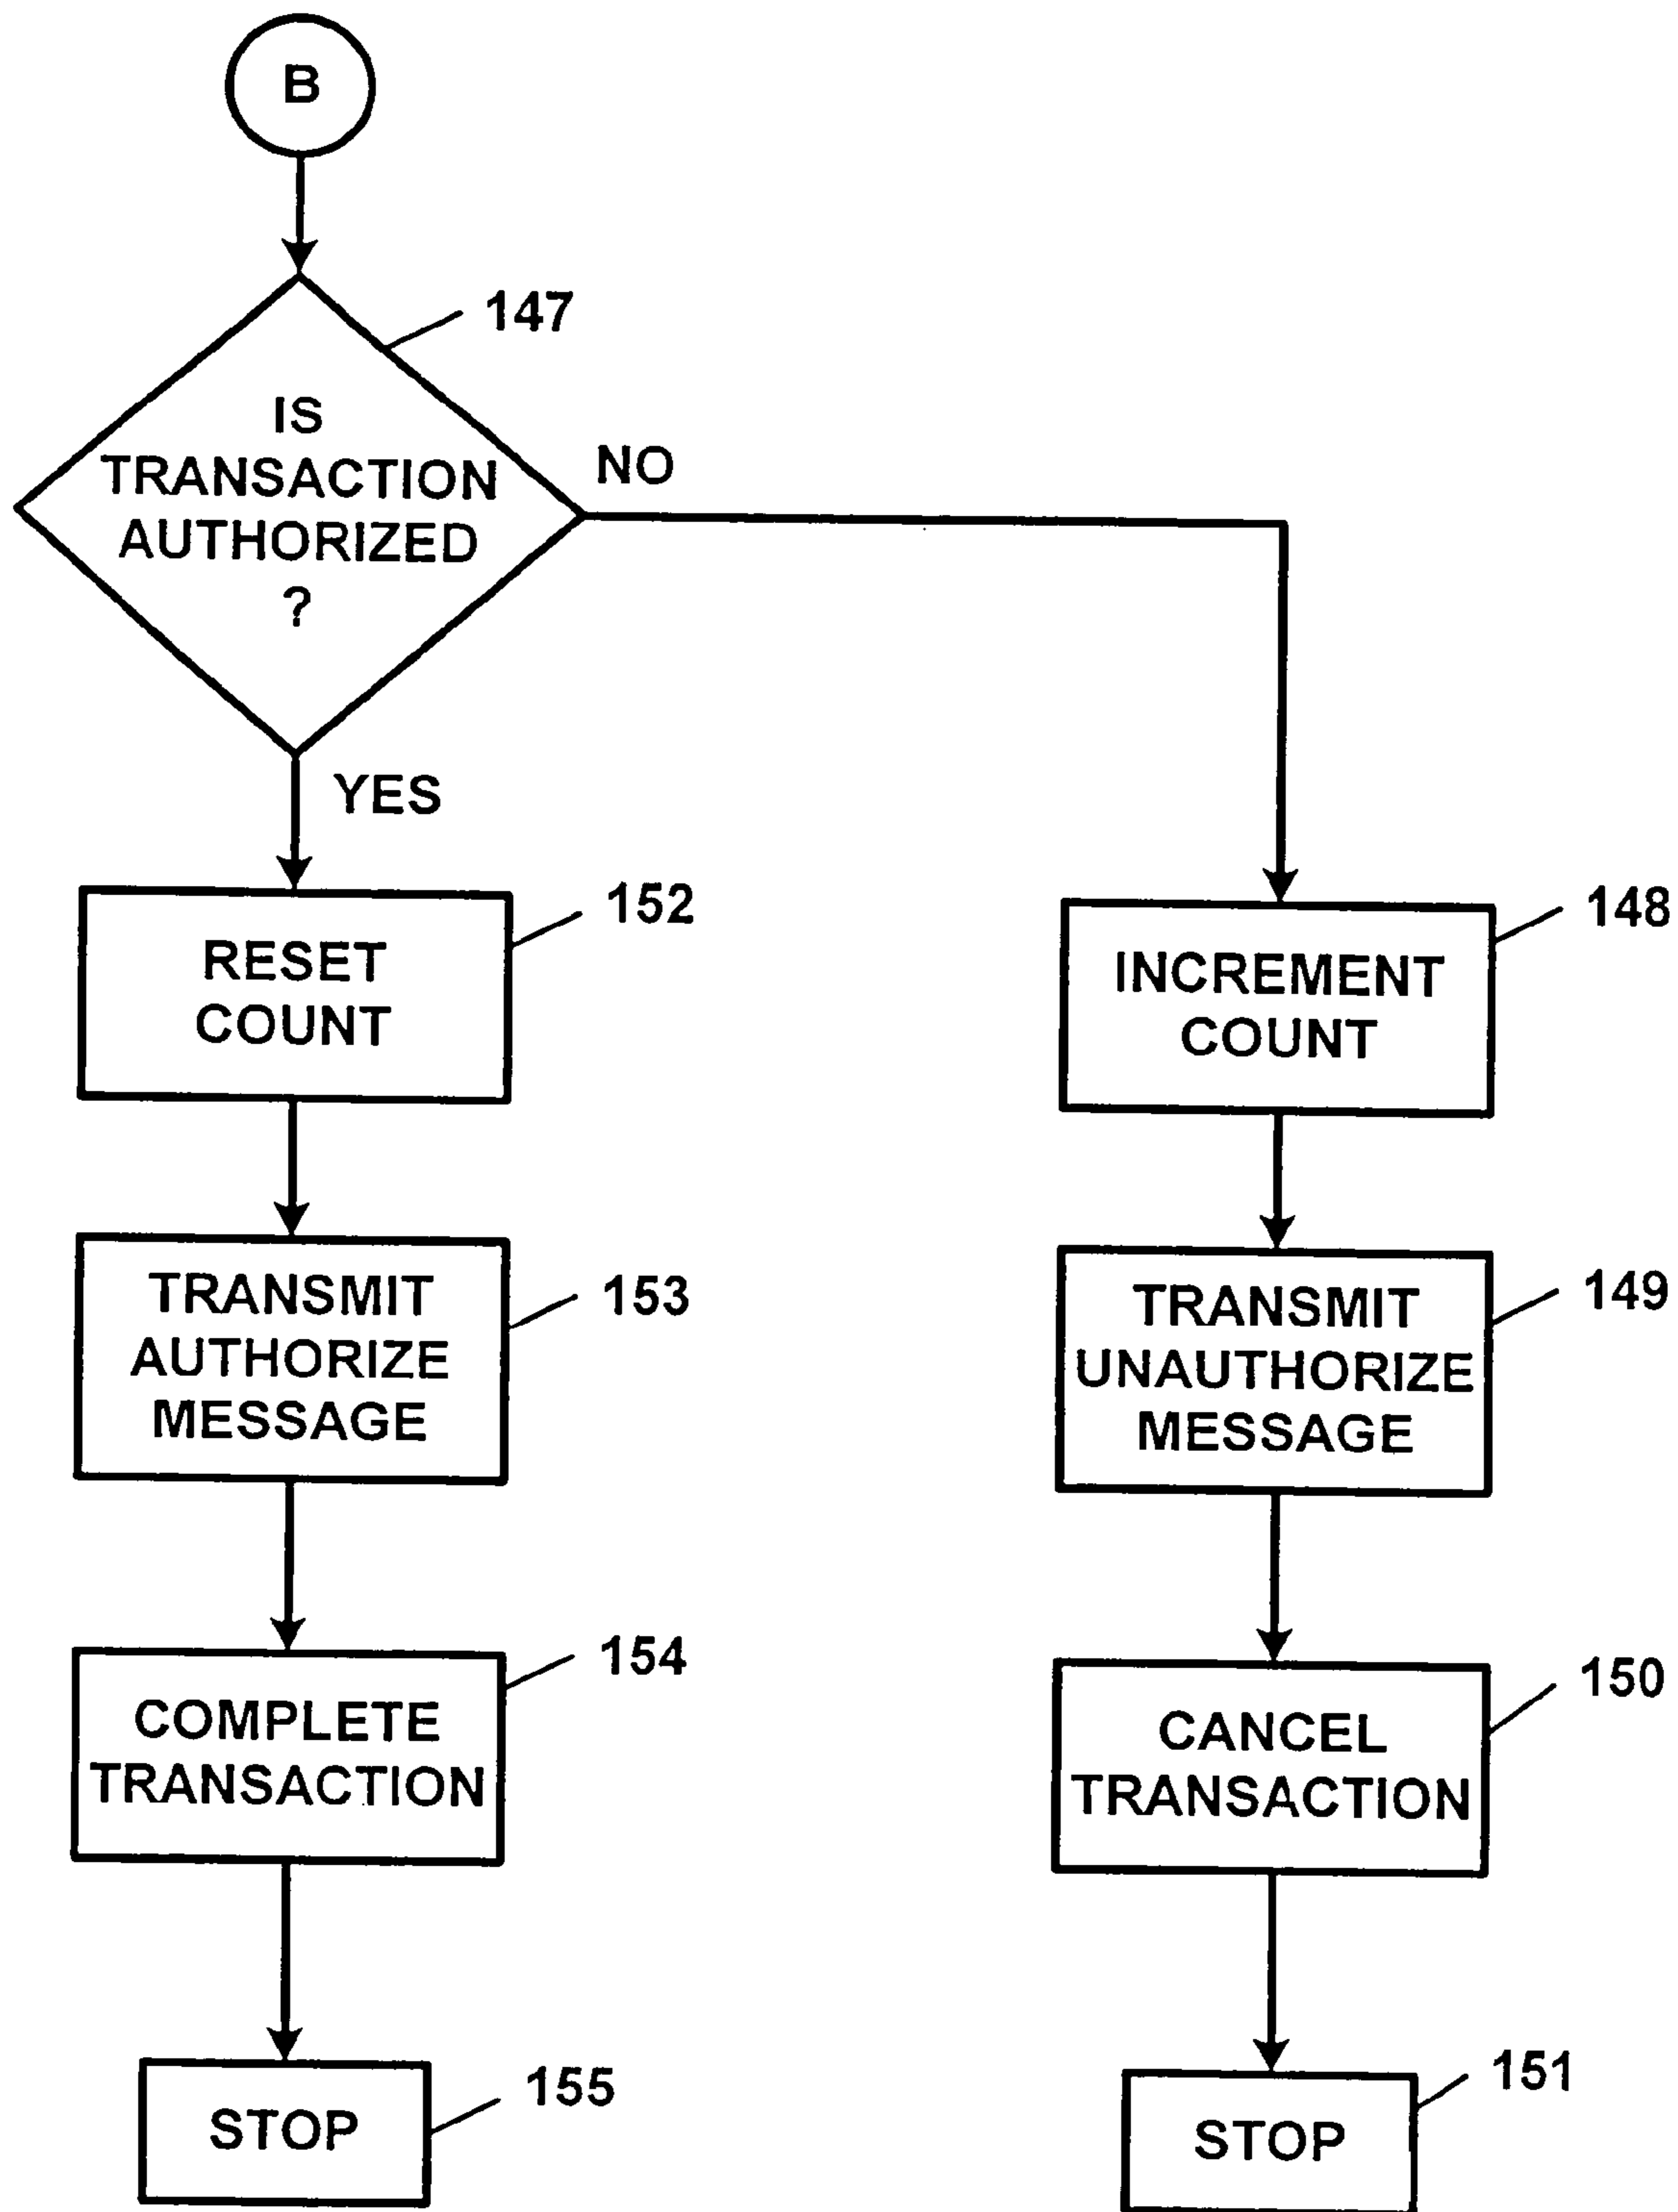 B
147
IS
TRANSACTION
AUTHORIZED
?
NO
YES
152
RESET
COUNT
148
INCREMENT
COUNT
153
TRANSMIT
AUTHORIZE
MESSAGE
149
TRANSMIT
UNAUTHORIZE
MESSAGE
154
COMPLETE
TRANSACTION
150
CANCEL
TRANSACTION
155
STOP
151
STOP